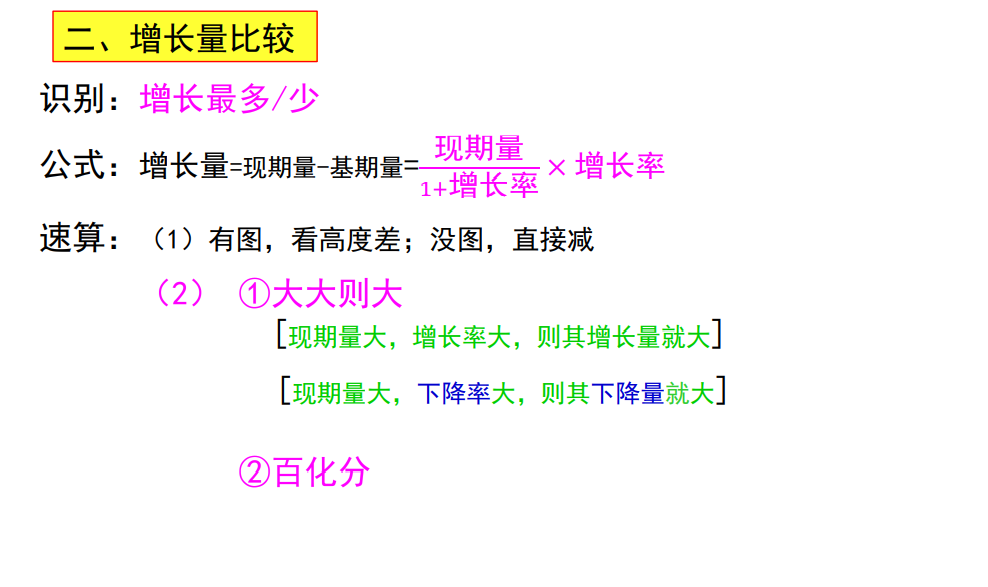 二、增长量比较
识别：增长最多/少
公式：增长量=现期量-基期量=现期量/1+增长率×增长率
速算：（1）有图，看高度差；没图，直接减
（2） ①大大则大
[现期量大，增长率大，则其增长量就大]
[现期量大，下降率大，则其下降量就大]
②百化分